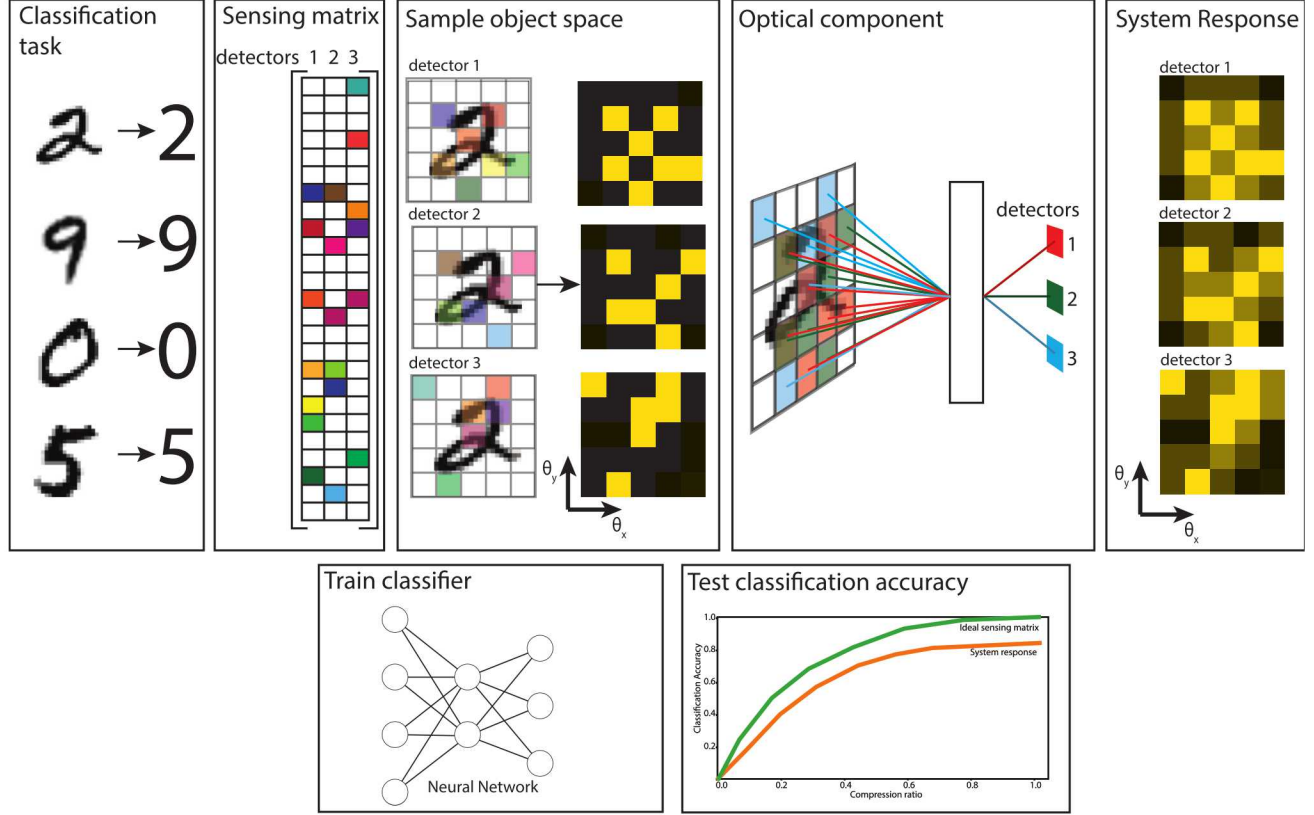 Classification
task
2
9
0
5
Sensing matrix
detectors 1 2 3
Sample object space
detector 1
detector 2
detector 3
θy
θx
Optical component
detectors
1
2
3
System Response
detector 1
detector 2
detector 3
θy
θx
Train classifier
Neural Network
Test classification accuracy
1.0
0.8
0.6
0.4
0.2
Classification Accuracy
Ideal sensing matrix
System response
0.0 0.2 0.4 0.6 0.8 1.0
Compression ratio